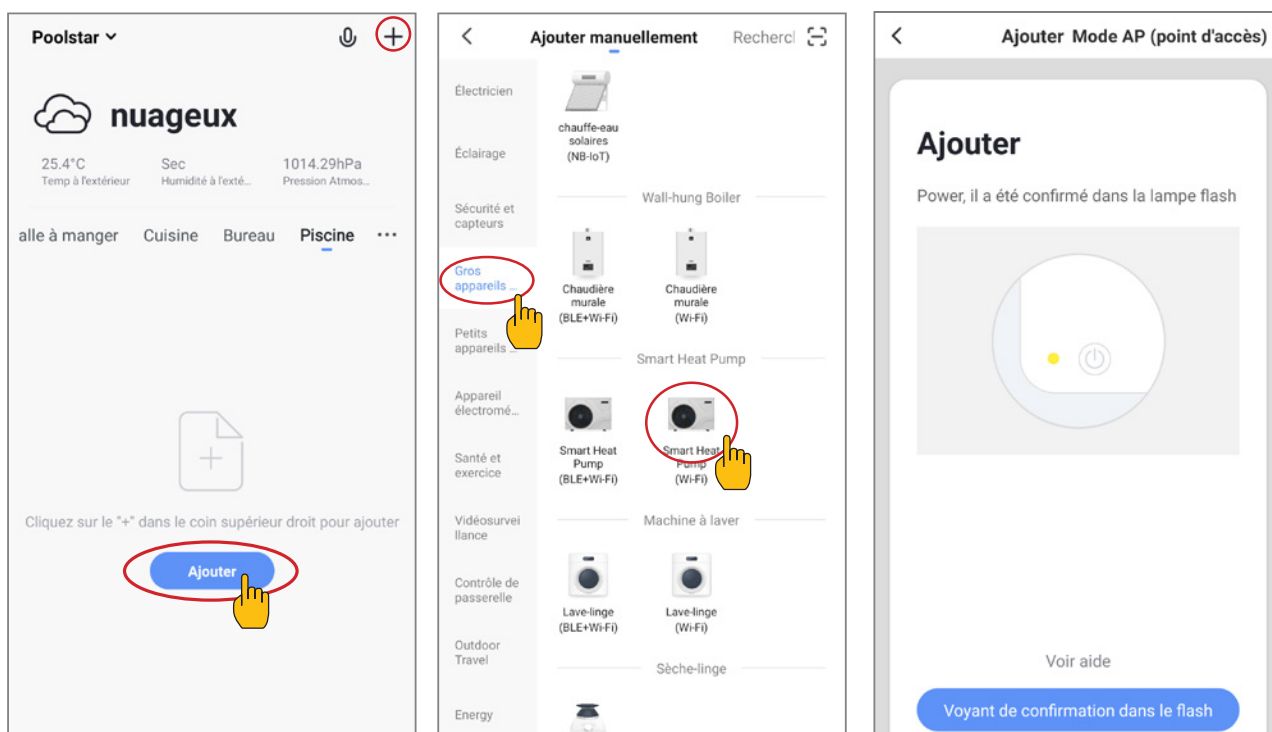 Poolstar
nuageux
25.4°C Sec 1014.29hPa
Temp à l'extérieur Humidité à l'exté... Pression Atmos...
alle à manger Cuisine Bureau Piscine ...
Cliquez sur le "+" dans le coin supérieur droit pour ajouter
Ajouter
Ajouter manuellement Rechercl
Électricien
Éclairage
Sécurité et
capteurs
Gros
appareils ...
Petits
appareils ...
Appareil
électromé...
Santé et
exercice
Vidéosurvei
llance
Contrôle de
passerelle
Outdoor
Travel
Energy
chauffe-eau
solaires
(NB-IoT)
Wall-hung Boiler
Chaudière
murale
(BLE+Wi-Fi)
Chaudière
murale
(Wi-Fi)
Smart Heat Pump
Smart Heat
Pump
(BLE+Wi-Fi)
Smart Heat
Pump
(Wi-Fi)
Machine à laver
Lave-linge
(BLE+Wi-Fi)
Lave-linge
(Wi-Fi)
Sèche-linge
Ajouter Mode AP (point d'accès)
Ajouter
Power, il a été confirmé dans la lampe flash
Voir aide
Voyant de confirmation dans le flash